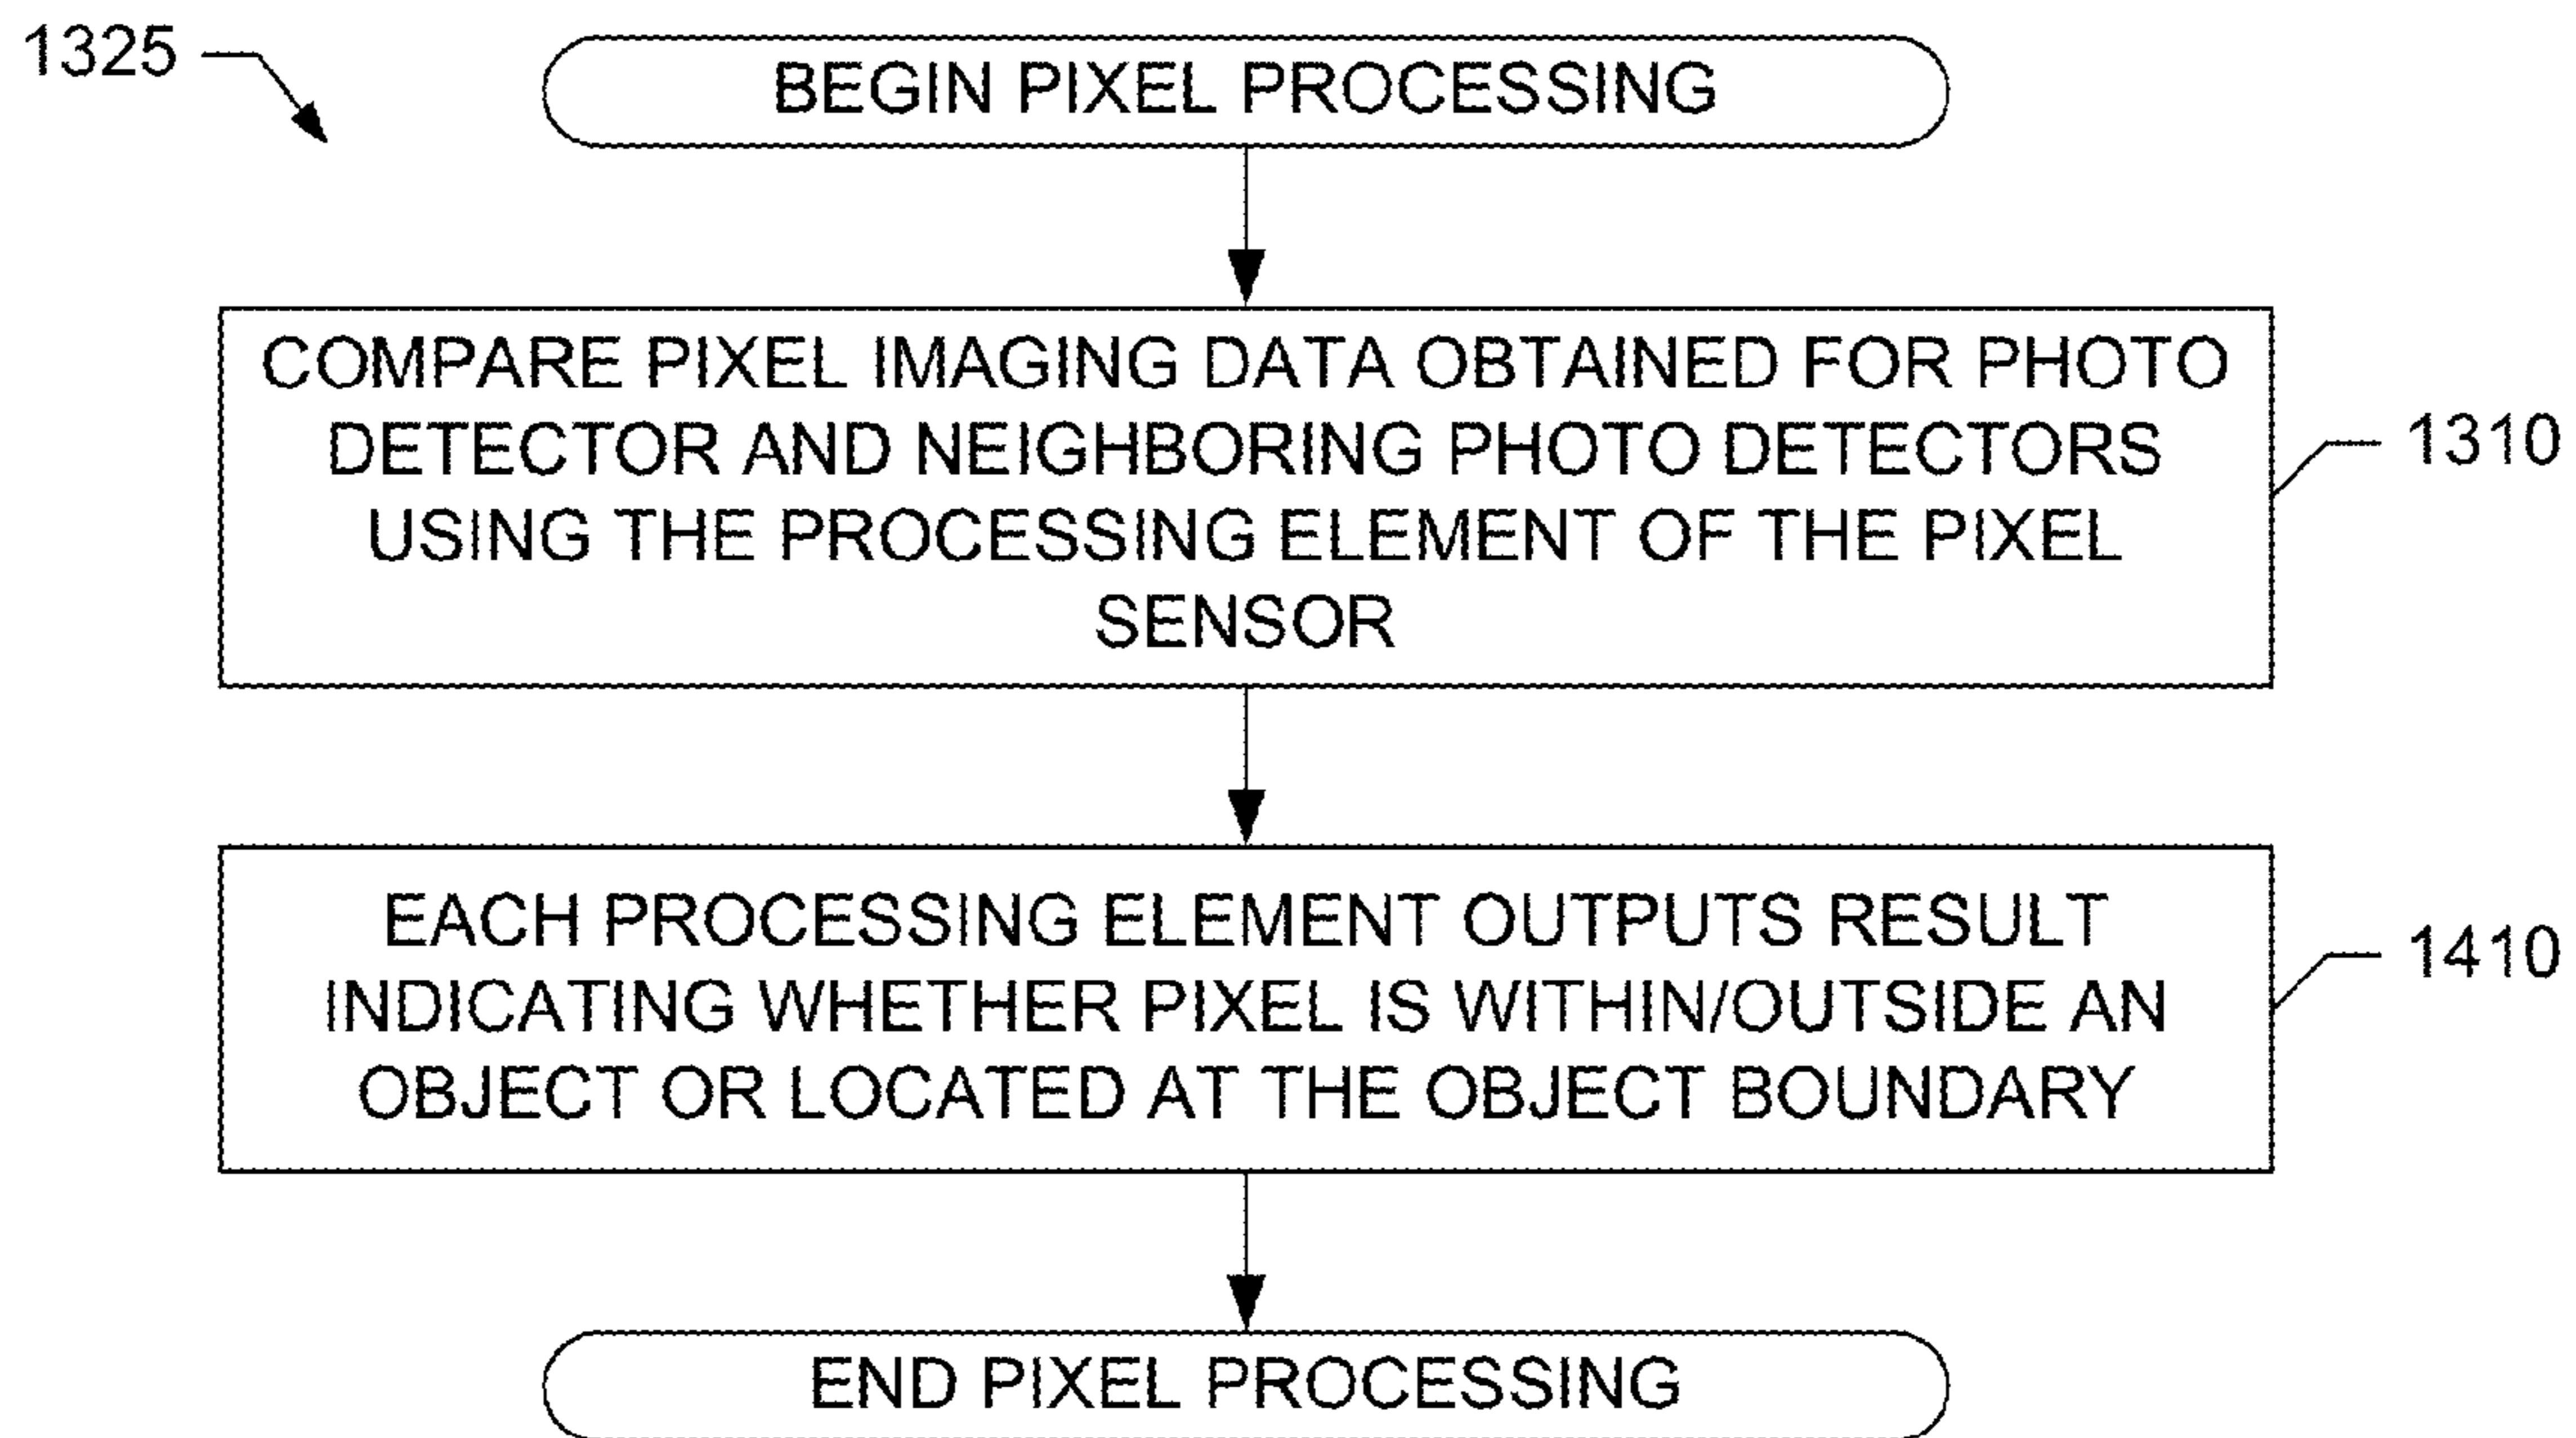 1325
BEGIN PIXEL PROCESSING
COMPARE PIXEL IMAGING DATA OBTAINED FOR PHOTO
DETECTOR AND NEIGHBORING PHOTO DETECTORS
USING THE PROCESSING ELEMENT OF THE PIXEL
SENSOR
1310
EACH PROCESSING ELEMENT OUTPUTS RESULT
INDICATING WHETHER PIXEL IS WITHIN/OUTSIDE AN
OBJECT OR LOCATED AT THE OBJECT BOUNDARY
1410
END PIXEL PROCESSING